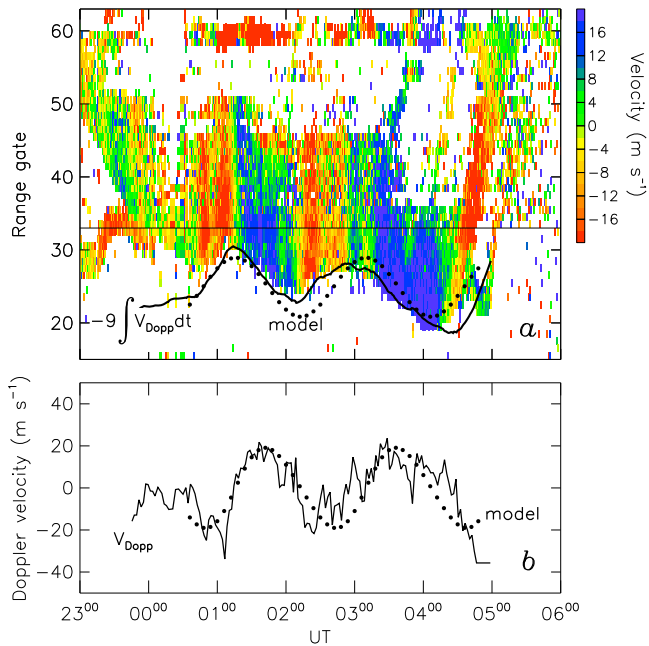 60
50
40
30
20
Range gate
−9∫V_Dopp dt
model
a
16
12
8
4
0
−4
−8
−12
−16
Velocity (m s⁻¹)
40
20
0
−20
−40
Doppler velocity (m s⁻¹)
V_Dopp
model
b
23⁰⁰ 00⁰⁰ 01⁰⁰ 02⁰⁰ 03⁰⁰ 04⁰⁰ 05⁰⁰ 06⁰⁰
UT